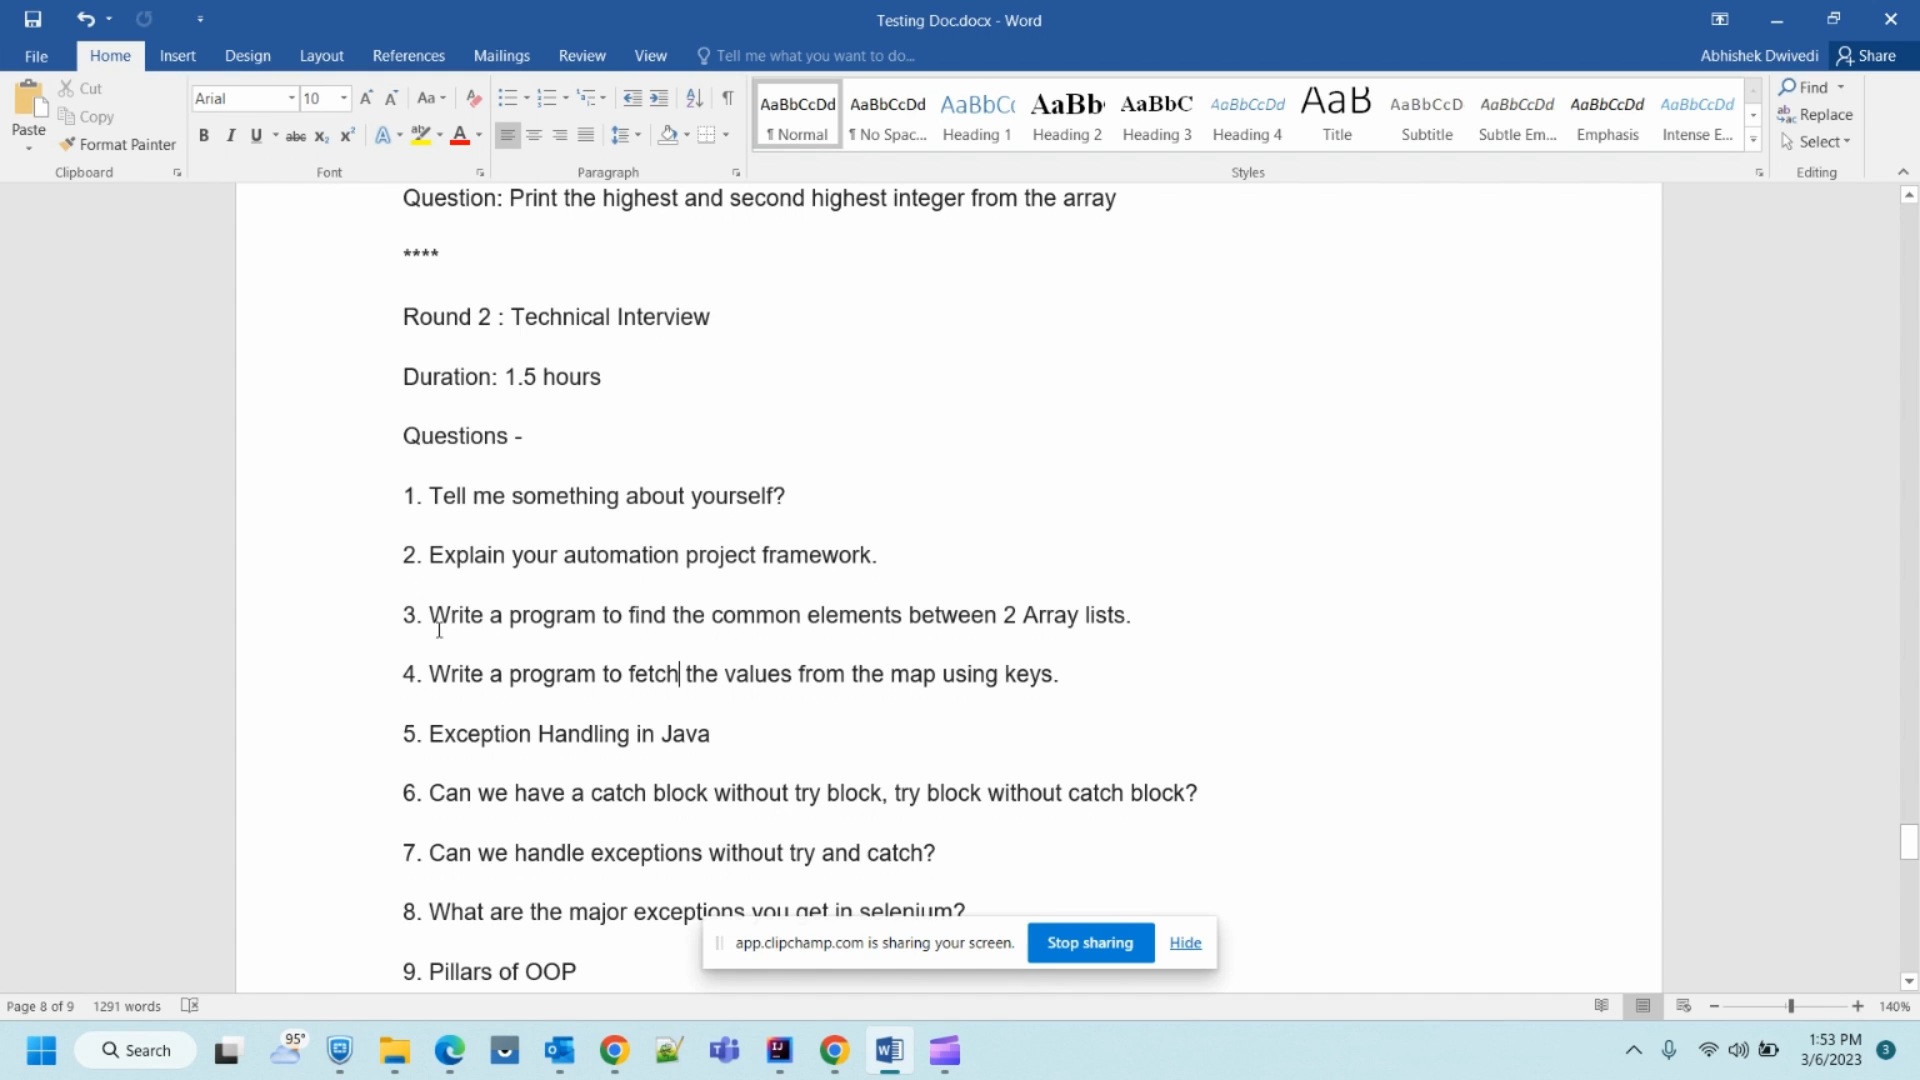 Testing Doc.docx - Word
File Home Insert Design Layout References Mailings Review View Tell me what you want to do... Abhishek Dwivedi Share
Paste Cut Copy Format Painter Clipboard
Arial 10 Aa Font
B I U abc X₂ X² A aby A
Paragraph
AaBbCcDd AaBbCcDd AaBbC AaBb AaBbC AaBbCcDd AaB AaBbCcD AaBbCcDd AaBbCcDd AaBbCcDd
¶ Normal ¶ No Spac... Heading 1 Heading 2 Heading 3 Heading 4 Title Subtitle Subtle Em... Emphasis Intense E...
Styles
Find Replace Select Editing
Question: Print the highest and second highest integer from the array
****
Round 2 : Technical Interview
Duration: 1.5 hours
Questions -
1. Tell me something about yourself?
2. Explain your automation project framework.
3. Write a program to find the common elements between 2 Array lists.
4. Write a program to fetch the values from the map using keys.
5. Exception Handling in Java
6. Can we have a catch block without try block, try block without catch block?
7. Can we handle exceptions without try and catch?
8. What are the major exceptions you get in selenium?
app.clipchamp.com is sharing your screen. Stop sharing Hide
9. Pillars of OOP
Page 8 of 9 1291 words 140%
Search 95° 1:53 PM
3/6/2023 3